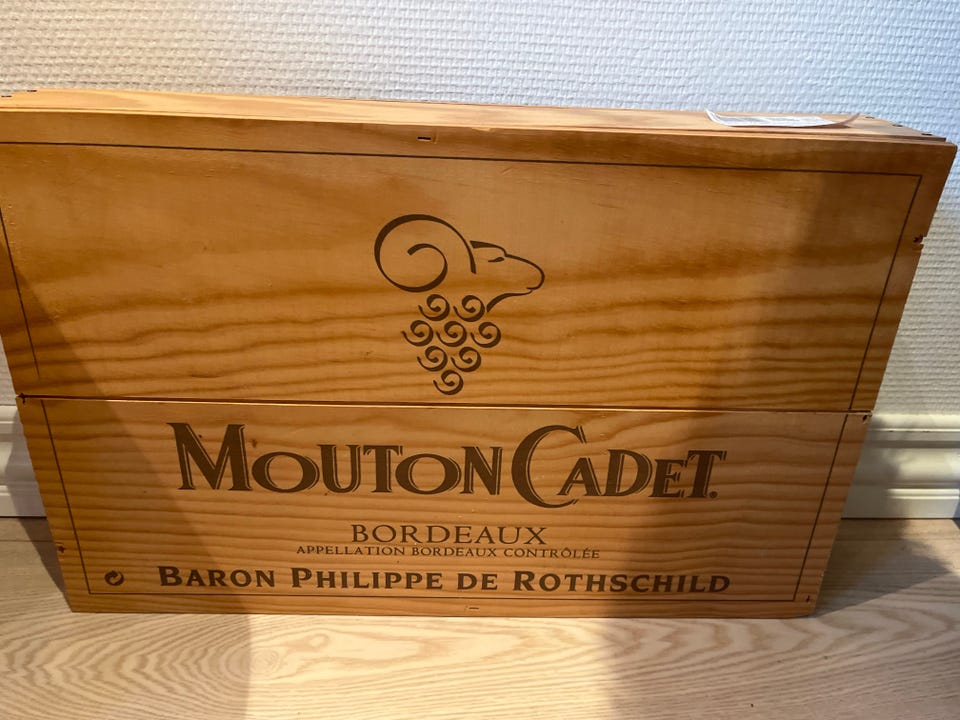 MOUTON CADET.
BORDEAUX
APPELLATION BORDEAUX CONTRÔLÉE
BARON PHILIPPE DE ROTHSCHILD